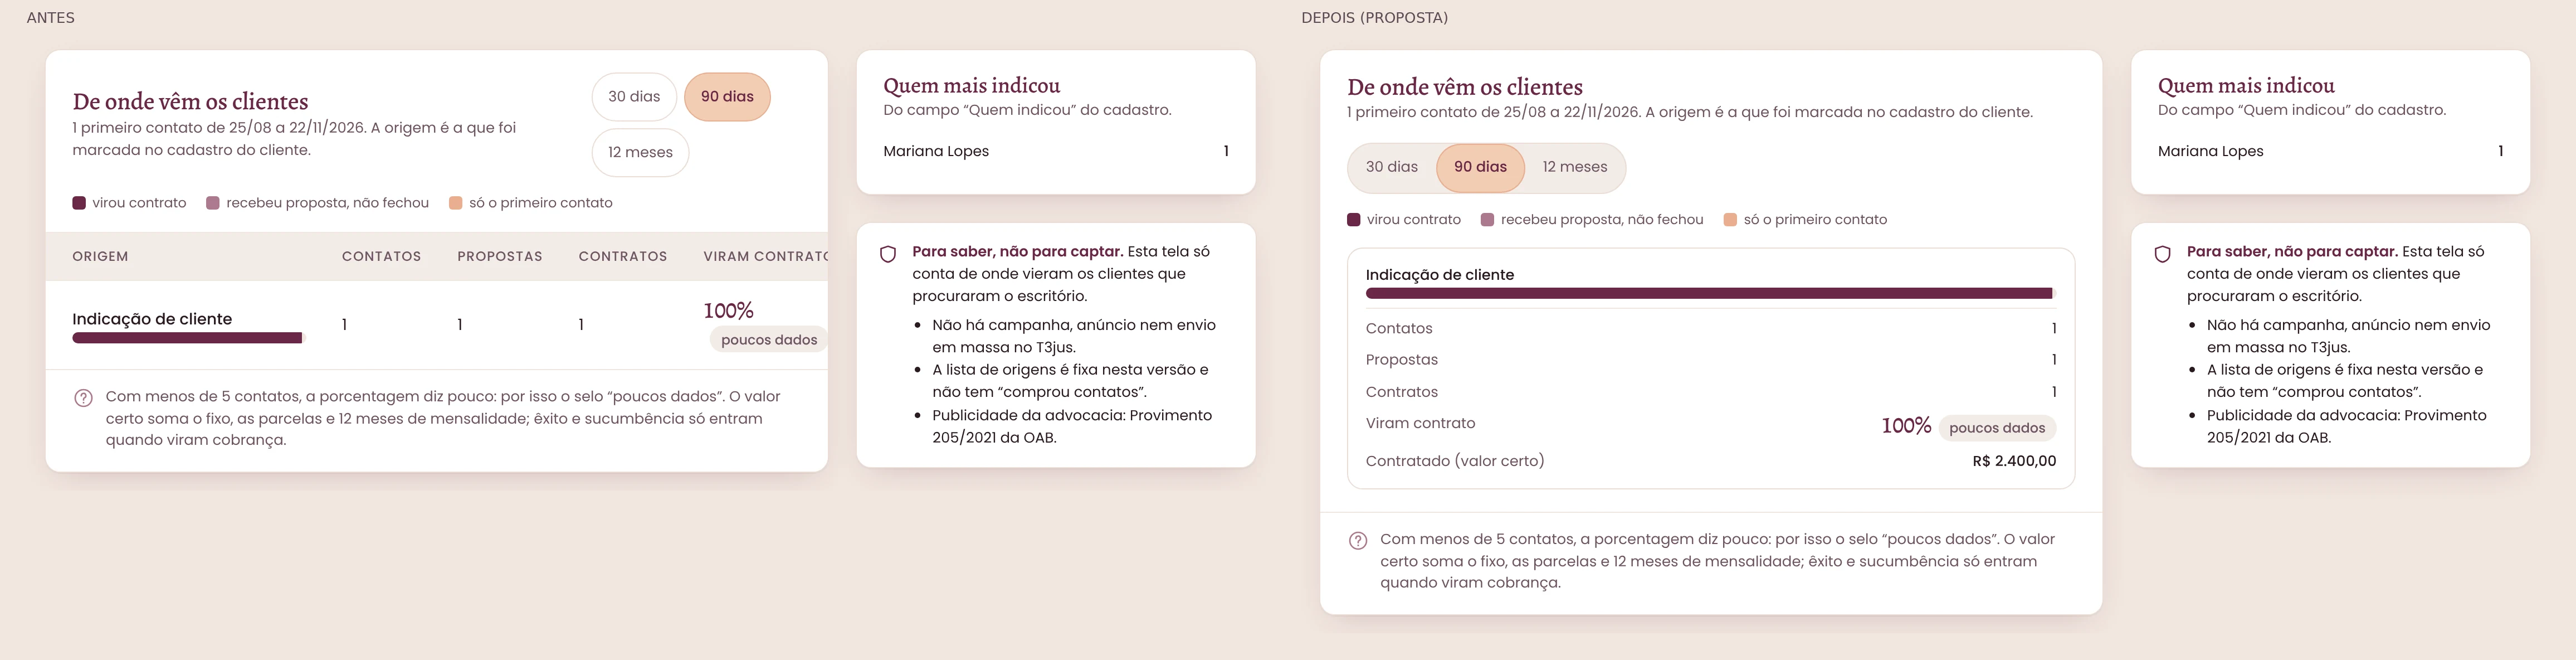 ANTES
De onde vêm os clientes
1 primeiro contato de 25/08 a 22/11/2026. A origem é a que foi
marcada no cadastro do cliente.
30 dias
90 dias
12 meses
virou contrato
recebeu proposta, não fechou
só o primeiro contato
ORIGEM CONTATOS PROPOSTAS CONTRATOS VIRAM CONTRATO
Indicação de cliente 1 1 1 100%
poucos dados
Com menos de 5 contatos, a porcentagem diz pouco: por isso o selo “poucos dados”. O valor
certo soma o fixo, as parcelas e 12 meses de mensalidade; êxito e sucumbência só entram
quando viram cobrança.
Quem mais indicou
Do campo “Quem indicou” do cadastro.
Mariana Lopes 1
Para saber, não para captar. Esta tela só
conta de onde vieram os clientes que
procuraram o escritório.
• Não há campanha, anúncio nem envio
em massa no T3jus.
• A lista de origens é fixa nesta versão e
não tem “comprou contatos”.
• Publicidade da advocacia: Provimento
205/2021 da OAB.
DEPOIS (PROPOSTA)
De onde vêm os clientes
1 primeiro contato de 25/08 a 22/11/2026. A origem é a que foi marcada no cadastro do cliente.
30 dias 90 dias 12 meses
virou contrato
recebeu proposta, não fechou
só o primeiro contato
Indicação de cliente
Contatos 1
Propostas 1
Contratos 1
Viram contrato 100% poucos dados
Contratado (valor certo) R$ 2.400,00
Com menos de 5 contatos, a porcentagem diz pouco: por isso o selo “poucos dados”. O valor
certo soma o fixo, as parcelas e 12 meses de mensalidade; êxito e sucumbência só entram
quando viram cobrança.
Quem mais indicou
Do campo “Quem indicou” do cadastro.
Mariana Lopes 1
Para saber, não para captar. Esta tela só
conta de onde vieram os clientes que
procuraram o escritório.
• Não há campanha, anúncio nem envio
em massa no T3jus.
• A lista de origens é fixa nesta versão e
não tem “comprou contatos”.
• Publicidade da advocacia: Provimento
205/2021 da OAB.